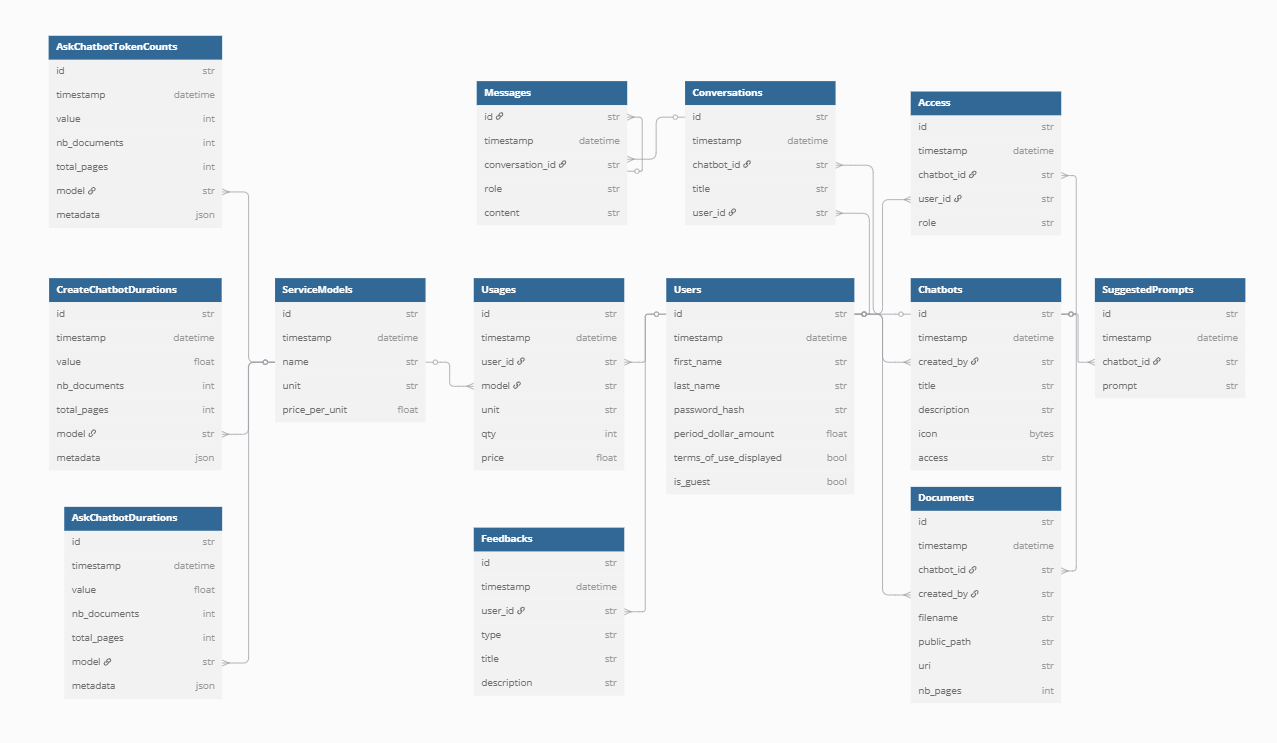 AskChatbotTokenCounts
id str
timestamp datetime
value int
nb_documents int
total_pages int
model str
metadata json
Messages
id str
timestamp datetime
conversation_id str
role str
content str
Conversations
id str
timestamp datetime
chatbot_id str
title str
user_id str
Access
id str
timestamp datetime
chatbot_id str
user_id str
role str
CreateChatbotDurations
id str
timestamp datetime
value float
nb_documents int
total_pages int
model str
metadata json
ServiceModels
id str
timestamp datetime
name str
unit str
price_per_unit float
Usages
id str
timestamp datetime
user_id str
model str
unit str
qty int
price float
Users
id str
timestamp datetime
first_name str
last_name str
password_hash str
period_dollar_amount float
terms_of_use_displayed bool
is_guest bool
Chatbots
id str
timestamp datetime
created_by str
title str
description str
icon bytes
access str
SuggestedPrompts
id str
timestamp datetime
chatbot_id str
prompt str
AskChatbotDurations
id str
timestamp datetime
value float
nb_documents int
total_pages int
model str
metadata json
Feedbacks
id str
timestamp datetime
user_id str
type str
title str
description str
Documents
id str
timestamp datetime
chatbot_id str
created_by str
filename str
public_path str
uri str
nb_pages int